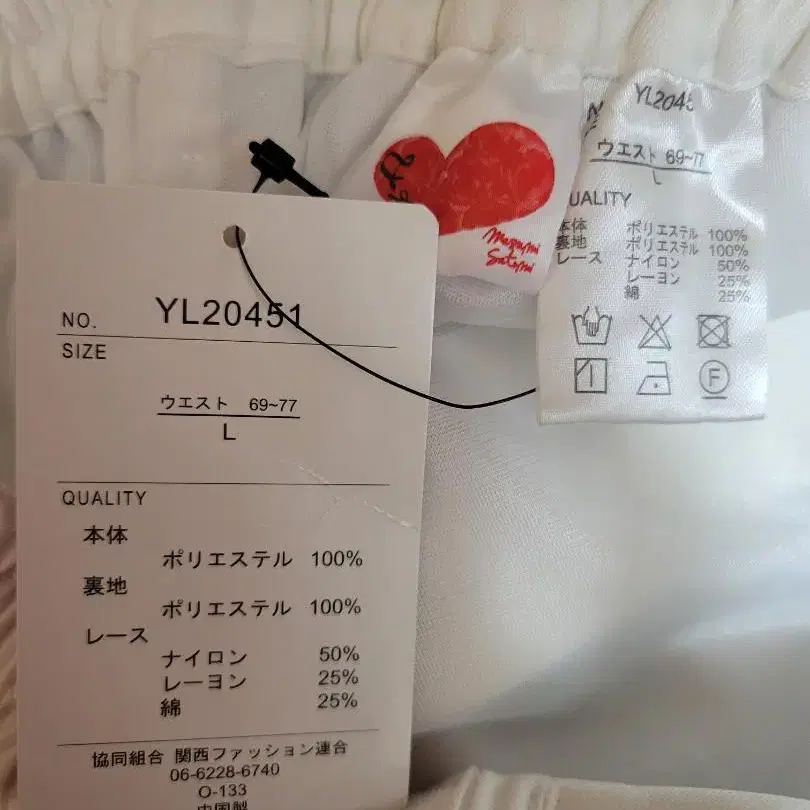 NO. YL20451
SIZE
ウエスト 69~77
L
QUALITY
本体
ポリエステル 100%
裏地
ポリエステル 100%
レース
ナイロン 50%
レーヨン 25%
綿 25%
協同組合 関西ファッション連合
06-6228-6740
O-133
中国製
Megumi
Satomi
YL2045
ウエスト 69~77
L
UALITY
本体 ポリエステル 100%
裏地 ポリエステル 100%
レース ナイロン 50%
レーヨン 25%
綿 25%
F